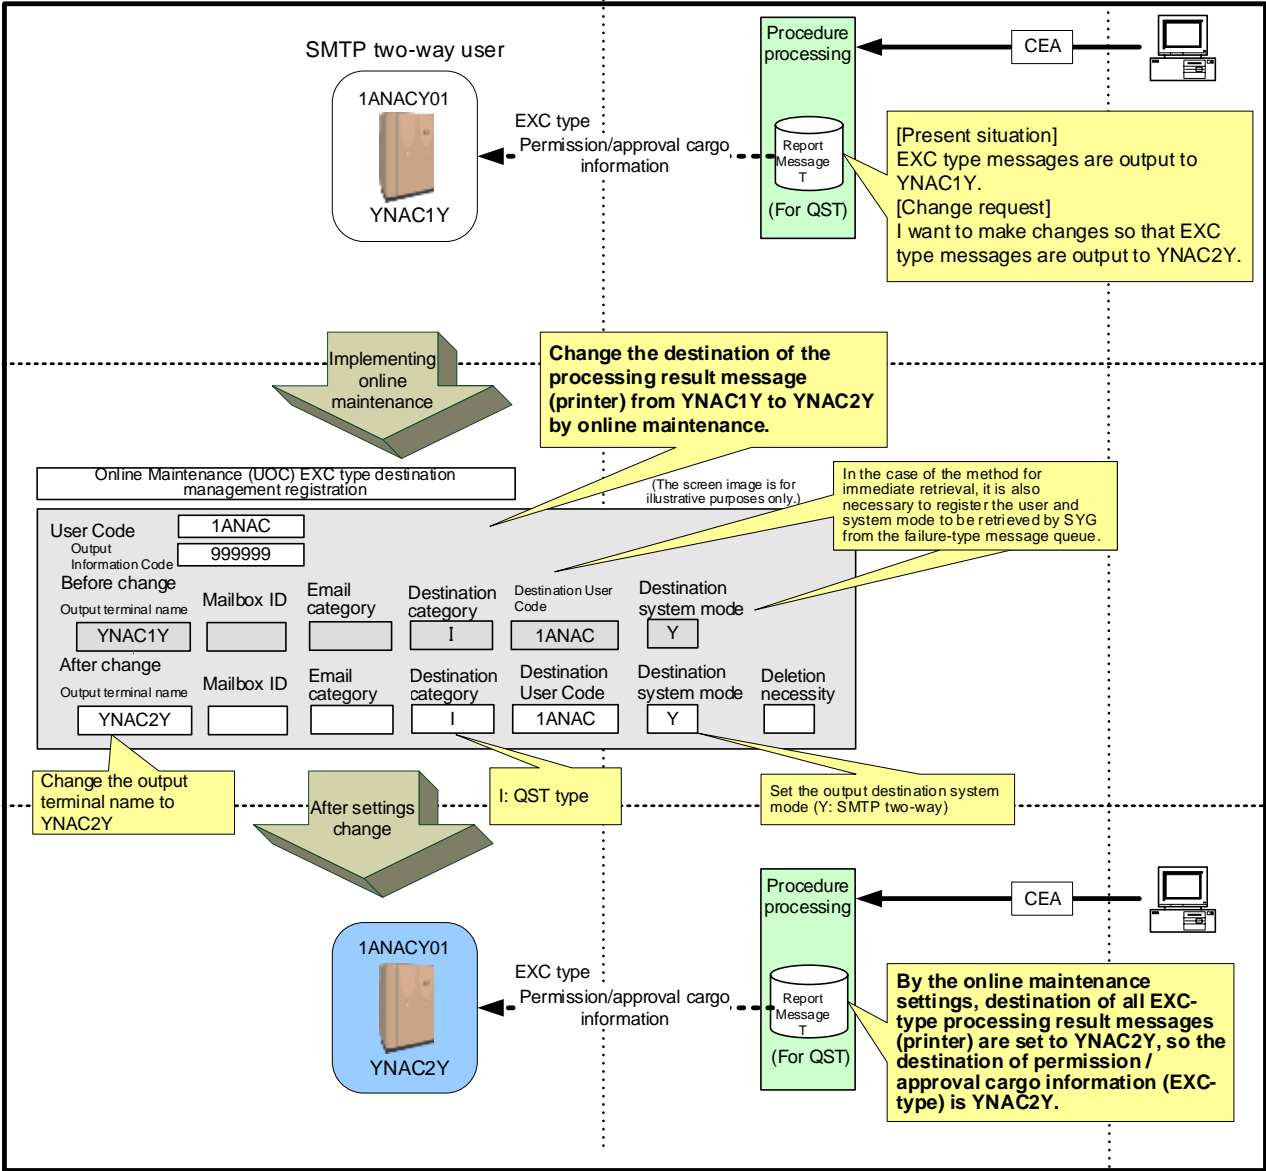 SMTP two-way user
1ANACY01
YNAC1Y
EXC type
Permission/approval cargo
information
Procedure
processing
Report
Message
T
(For QST)
CEA
[Present situation]
EXC type messages are output to
YNAC1Y.
[Change request]
I want to make changes so that EXC
type messages are output to YNAC2Y.
Implementing
online
maintenance
Change the destination of the
processing result message
(printer) from YNAC1Y to YNAC2Y
by online maintenance.
Online Maintenance (UOC) EXC type destination
management registration
(The screen image is for
illustrative purposes only.)
In the case of the method for
immediate retrieval, it is also
necessary to register the user and
system mode to be retrieved by SYG
from the failure-type message queue.
User Code
1ANAC
Output
Information Code
999999
Before change
Output terminal name
Mailbox ID
Email
category
Destination
category
Destination User
Code
Destination
system mode
YNAC1Y
I
1ANAC
Y
After change
Output terminal name
Mailbox ID
Email
category
Destination
category
Destination
User Code
Destination
system mode
Deletion
necessity
YNAC2Y
I
1ANAC
Y
Change the output
terminal name to
YNAC2Y
After settings
change
I: QST type
Set the output destination system
mode (Y: SMTP two-way)
1ANACY01
YNAC2Y
EXC type
Permission/approval cargo
information
Procedure
processing
Report
Message
T
(For QST)
CEA
By the online maintenance
settings, destination of all EXC-
type processing result messages
(printer) are set to YNAC2Y, so the
destination of permission /
approval cargo information (EXC-
type) is YNAC2Y.